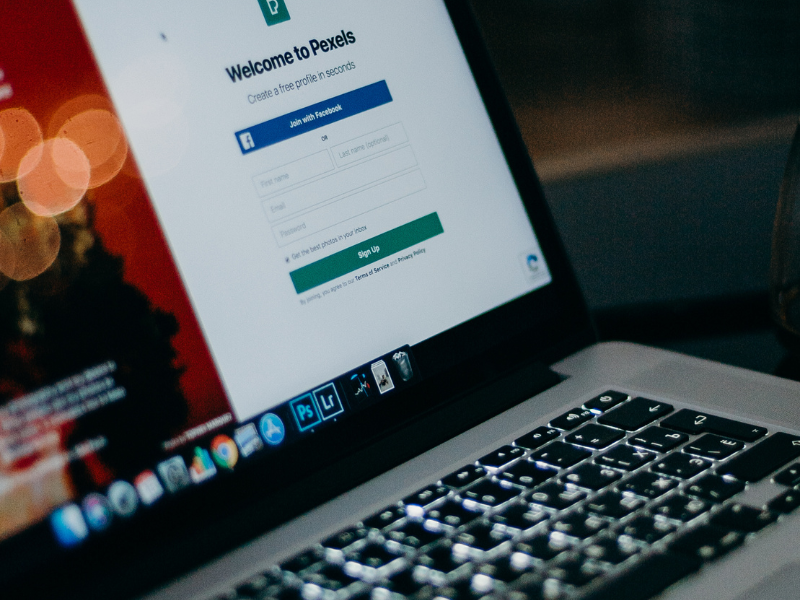 Welcome to Pexels
Create a free profile in seconds
Join with Facebook
OR
First name
Last name (optional)
Email
Password
Get the best photos in your inbox
Sign Up
By joining, you agree to our Terms of Service and Privacy Policy
Ps
Lr